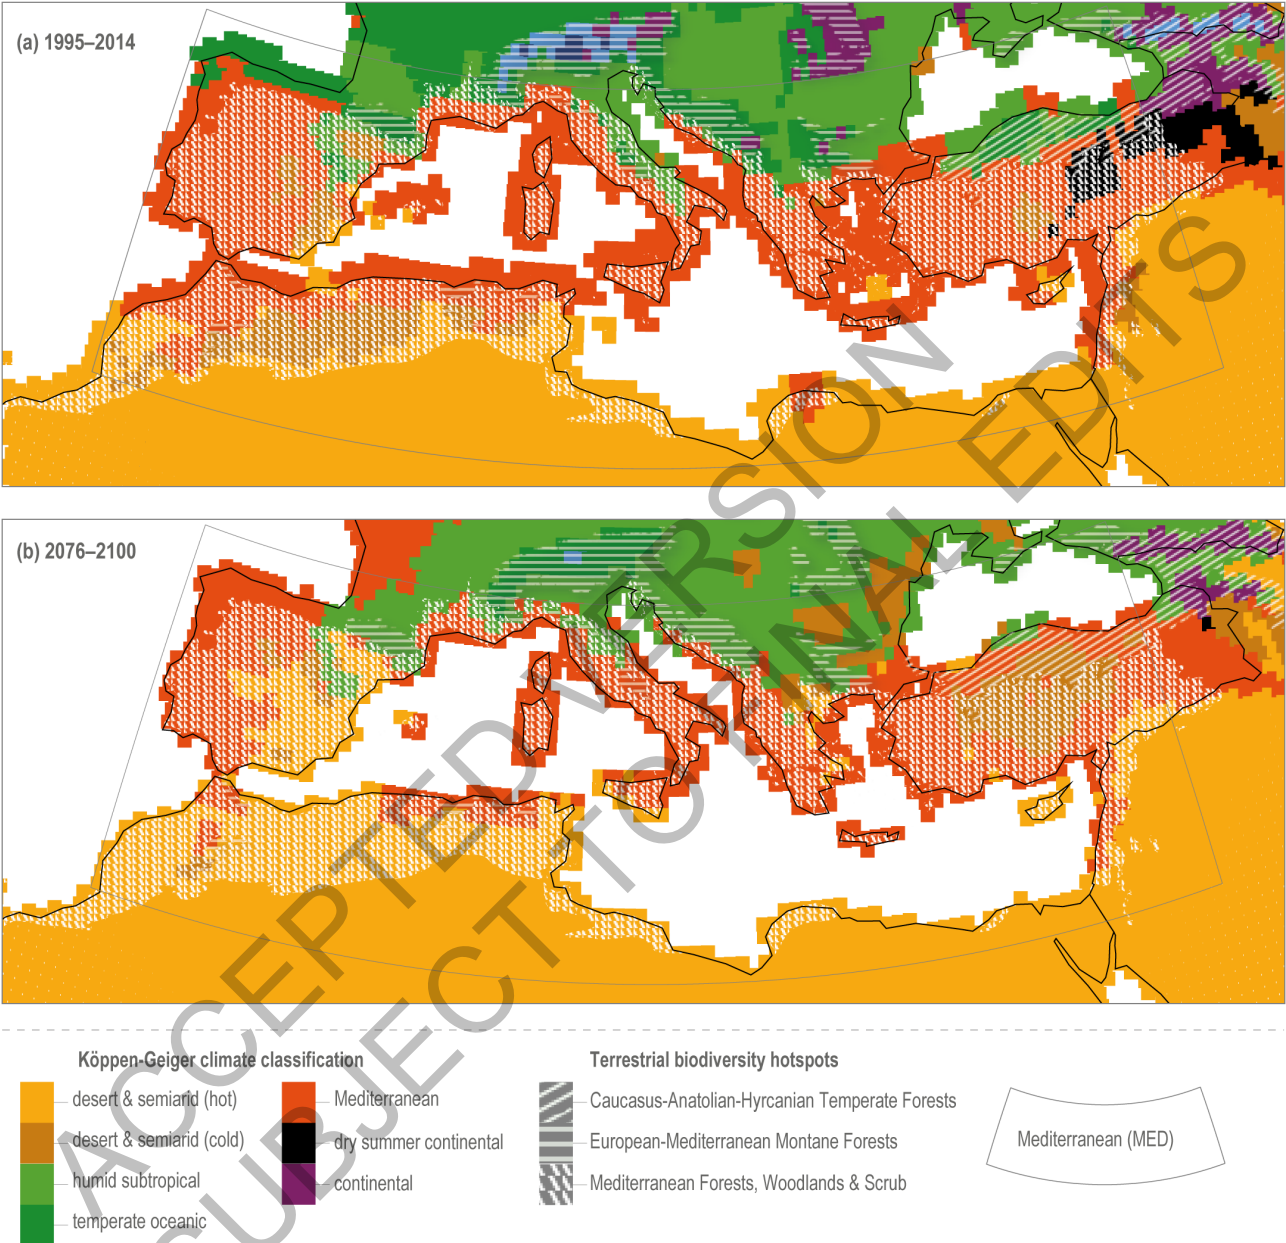 (a) 1995–2014
(b) 2076–2100
Köppen-Geiger climate classification
desert & semiarid (hot)
desert & semiarid (cold)
humid subtropical
temperate oceanic
Mediterranean
dry summer continental
continental
Terrestrial biodiversity hotspots
Caucasus-Anatolian-Hyrcanian Temperate Forests
European-Mediterranean Montane Forests
Mediterranean Forests, Woodlands & Scrub
Mediterranean (MED)
ACCEPTED VERSION
SUBJECT TO FINAL EDITS